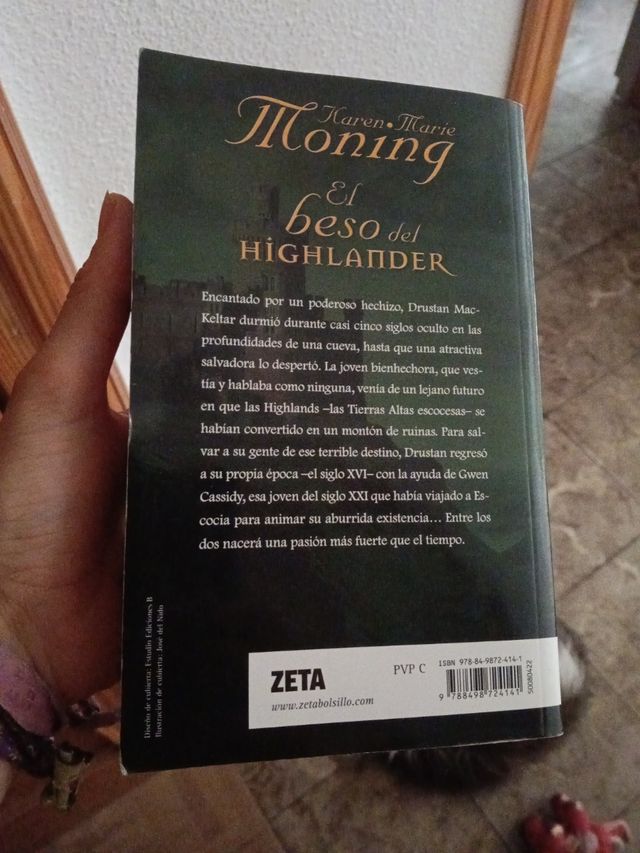 Karen Marie
Moning
El
beso del
HIGHLANDER
Encantado por un poderoso hechizo, Drustan Mac-
Keltar durmió durante casi cinco siglos oculto en las
profundidades de una cueva, hasta que una atractiva
salvadora lo despertó. La joven bienhechora, que ves-
tía y hablaba como ninguna, venía de un lejano futuro
en que las Highlands –las Tierras Altas escocesas– se
habían convertido en un montón de ruinas. Para sal-
var a su gente de ese terrible destino, Drustan regresó
a su propia época –el siglo XVI– con la ayuda de Gwen
Cassidy, esa joven del siglo XXI que había viajado a Es-
cocia para animar su aburrida existencia... Entre los
dos nacerá una pasión más fuerte que el tiempo.
Diseño de cubierta: Estudio Ediciones B
Ilustración de cubierta: José del Nido
ZETA
www.zetabolsillo.com
PVP C
ISBN 978-84-9872-414-1
9 788498 724141
50080422